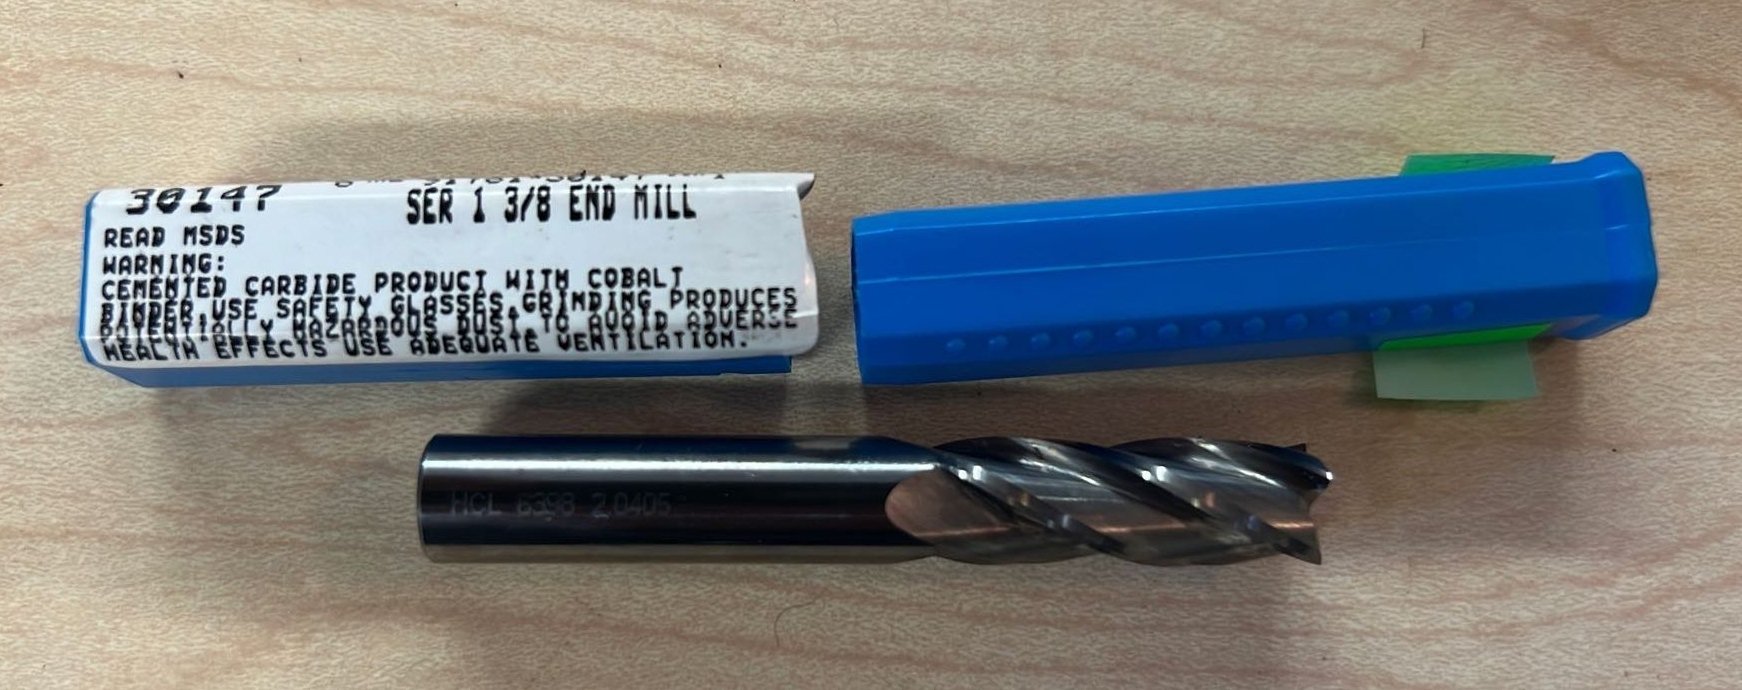 30147
SER 1 3/8 END MILL
READ MSDS
WARNING:
CEMENTED CARBIDE PRODUCT WITH COBALT
BINDER.USE SAFETY GLASSES.GRINDING PRODUCES
POTENTIALLY HAZARDOUS DUST.TO AVOID ADVERSE
HEALTH EFFECTS USE ADEQUATE VENTILATION.
HCL 6398 2.0405